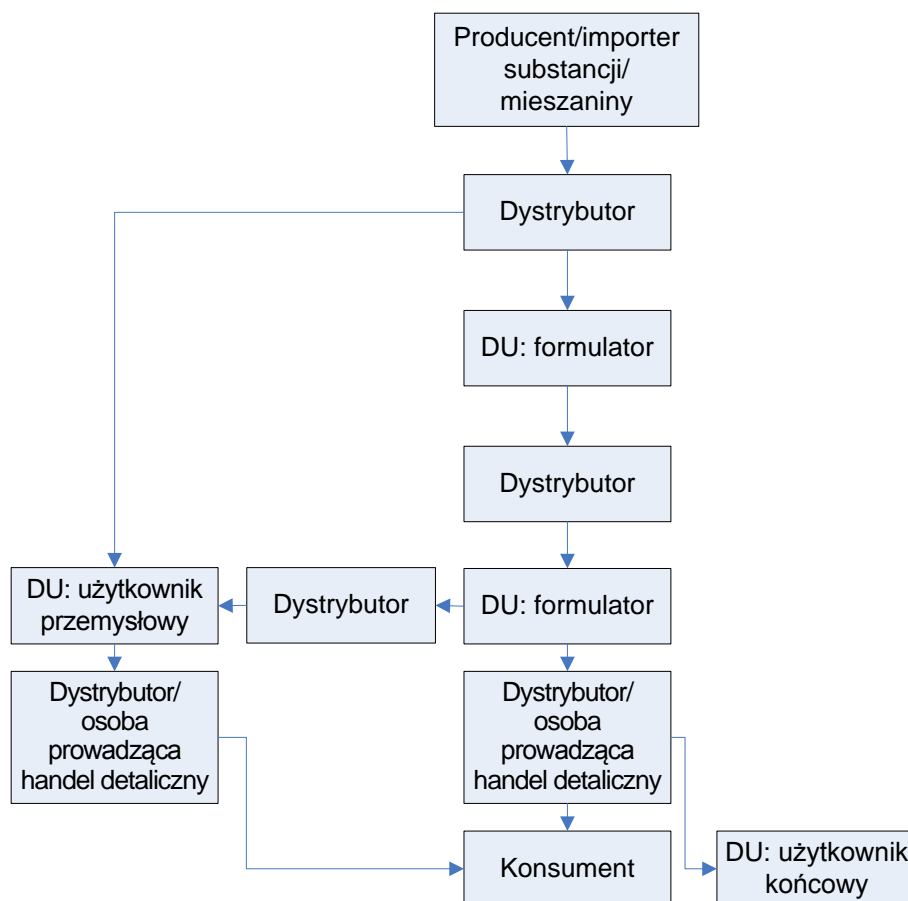 Producent/importer
substancji/
mieszaniny
Dystrybutor
DU: formulator
Dystrybutor
DU: użytkownik
przemysłowy
Dystrybutor
DU: formulator
Dystrybutor/
osoba
prowadząca
handel detaliczny
Dystrybutor/
osoba
prowadząca
handel detaliczny
Konsument
DU: użytkownik
końcowy